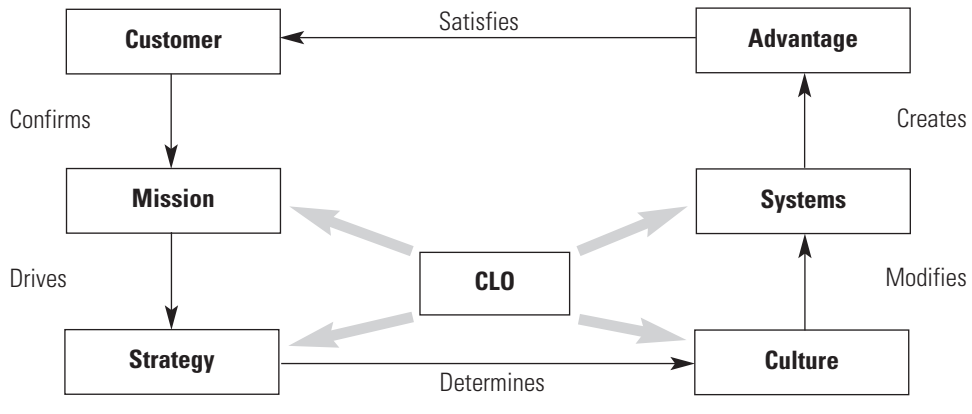 Satisfies
Customer
Advantage
Confirms
Creates
Mission
Systems
CLO
Drives
Modifies
Strategy
Culture
Determines